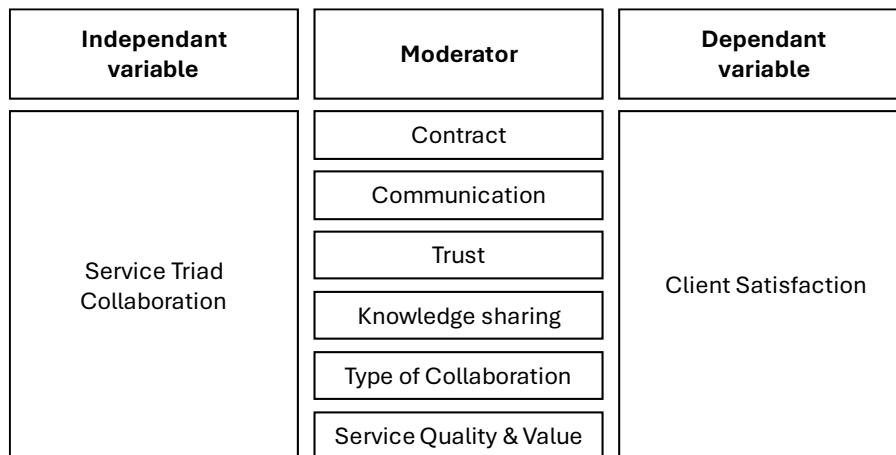 Independant
variable
Moderator
Dependant
variable
Service Triad
Collaboration
Contract
Communication
Trust
Knowledge sharing
Type of Collaboration
Service Quality & Value
Client Satisfaction